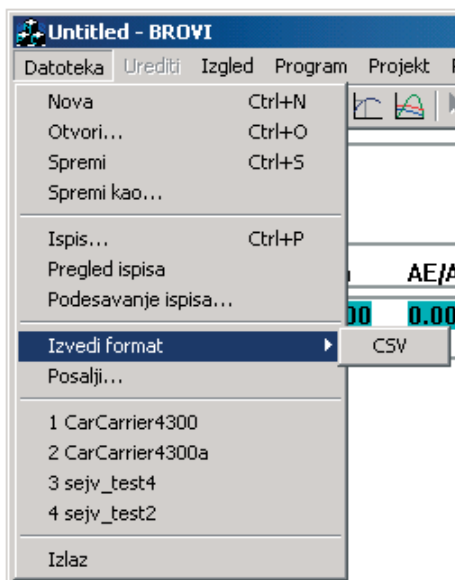 Untitled - BROVI
Datoteka Urediti Izgled Program Projekt
Nova Ctrl+N
Otvori... Ctrl+O
Spremi Ctrl+S
Spremi kao...
Ispis... Ctrl+P
Pregled ispisa
Podesavanje ispisa...
Izvedi format CSV
Posalji...
1 CarCarrier4300
2 CarCarrier4300a
3 sejv_test4
4 sejv_test2
Izlaz
AE/A
00 0.00